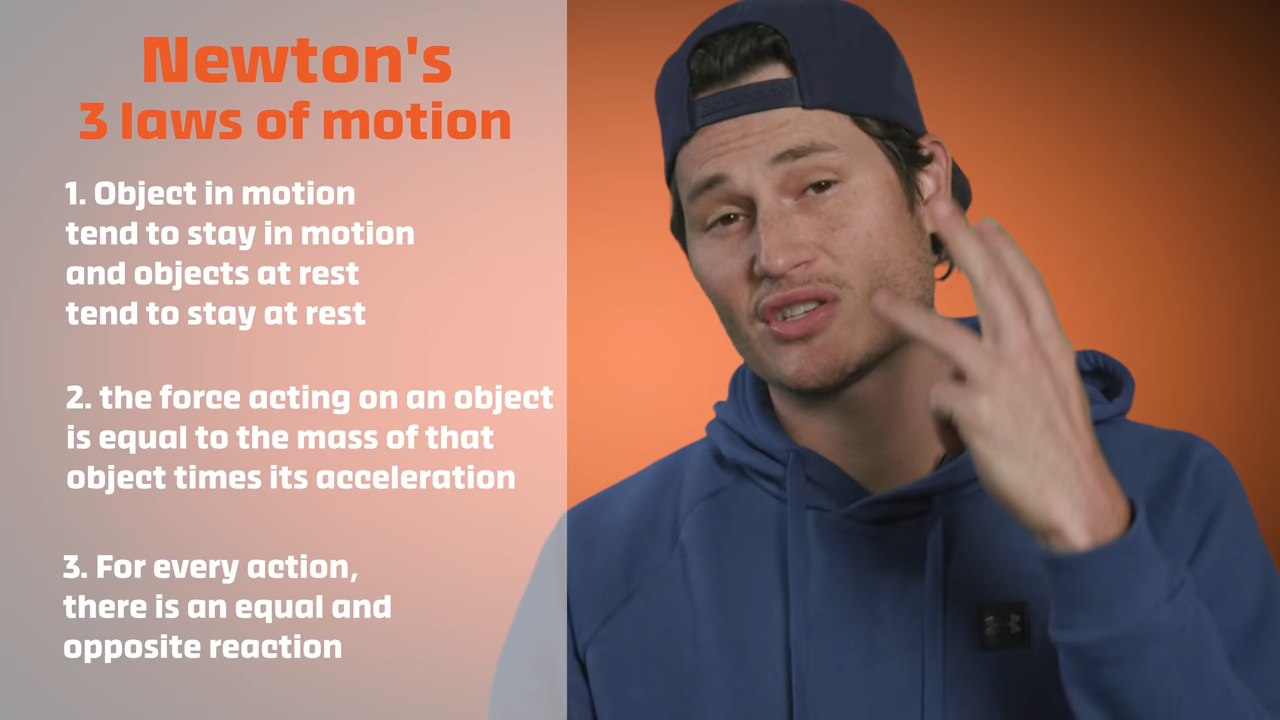 Newton's
3 laws of motion
1. Object in motion
tend to stay in motion
and objects at rest
tend to stay at rest
2. the force acting on an object
is equal to the mass of that
object times its acceleration
3. For every action,
there is an equal and
opposite reaction